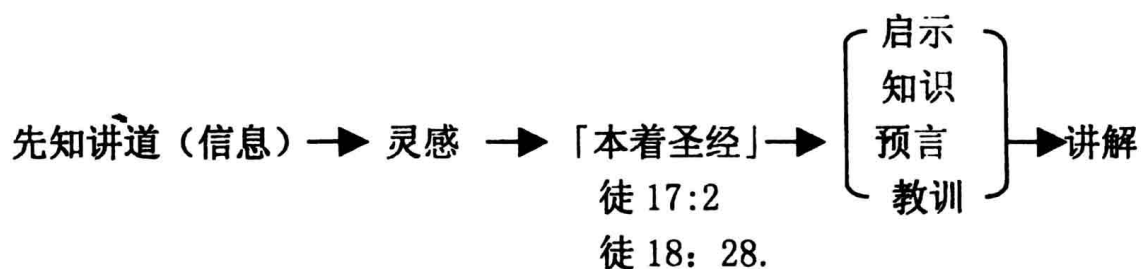 启示
知识
先知讲道（信息） 灵感 「本着圣经」 预言 讲解
徒 17:2 教训
徒 18：28.